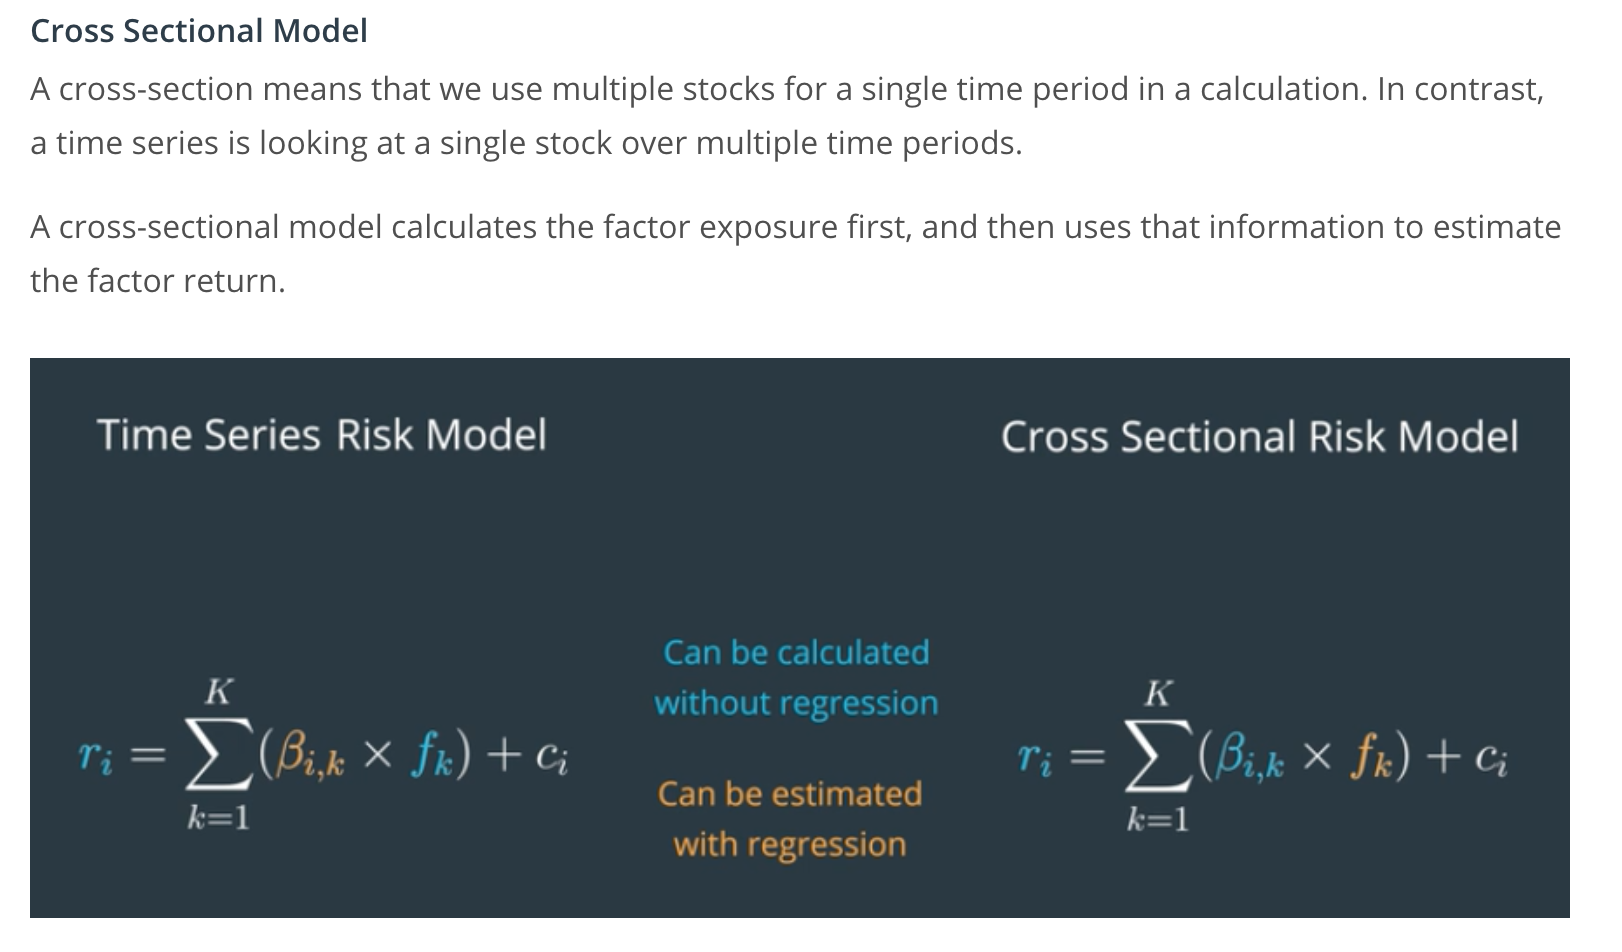 Cross Sectional Model
A cross-section means that we use multiple stocks for a single time period in a calculation. In contrast,
a time series is looking at a single stock over multiple time periods.
A cross-sectional model calculates the factor exposure first, and then uses that information to estimate
the factor return.
Time Series Risk Model
Cross Sectional Risk Model
Can be calculated
without regression
Can be estimated
with regression
r_i = \sum_{k=1}^{K} (β_{i,k} × f_k) + c_i
r_i = \sum_{k=1}^{K} (β_{i,k} × f_k) + c_i